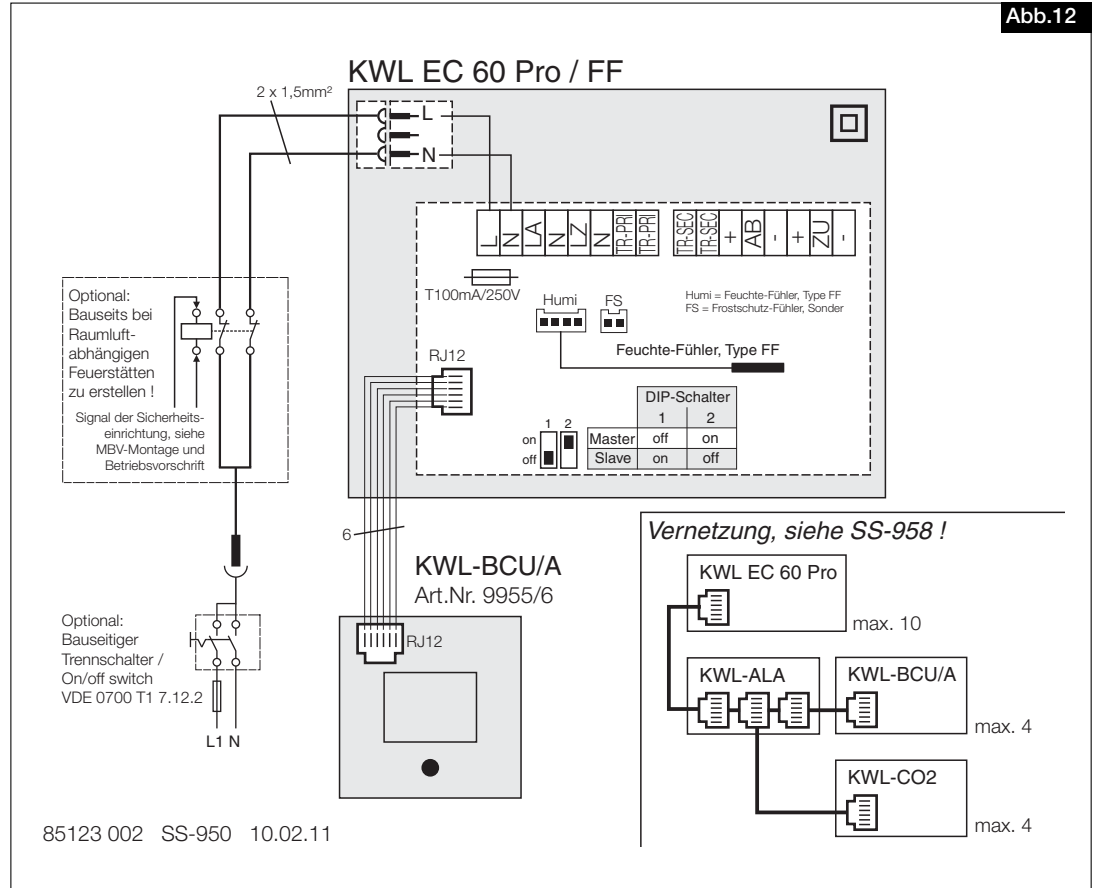 Abb.12
KWL EC 60 Pro / FF
2 x 1,5mm²
L
N
L
N
LA
N
LZ
N
TR-PRI
TR-PRI
TR-SEC
TR-SEC
+
AB
-
+
ZU
-
T100mA/250V
Humi
FS
Humi = Feuchte-Fühler, Type FF
FS = Frostschutz-Fühler, Sonder
Feuchte-Fühler, Type FF
RJ12
DIP-Schalter
1 2
Master off on
Slave on off
1 2
on
off
Optional:
Bauseits bei
Raumluft-
abhängigen
Feuerstätten
zu erstellen !
Signal der Sicherheits-
einrichtung, siehe
MBV-Montage und
Betriebsvorschrift
6
KWL-BCU/A
Art.Nr. 9955/6
RJ12
Optional:
Bauseitiger
Trennschalter /
On/off switch
VDE 0700 T1 7.12.2
L1 N
Vernetzung, siehe SS-958 !
KWL EC 60 Pro
max. 10
KWL-ALA
KWL-BCU/A
max. 4
KWL-CO2
max. 4
85123 002 SS-950 10.02.11